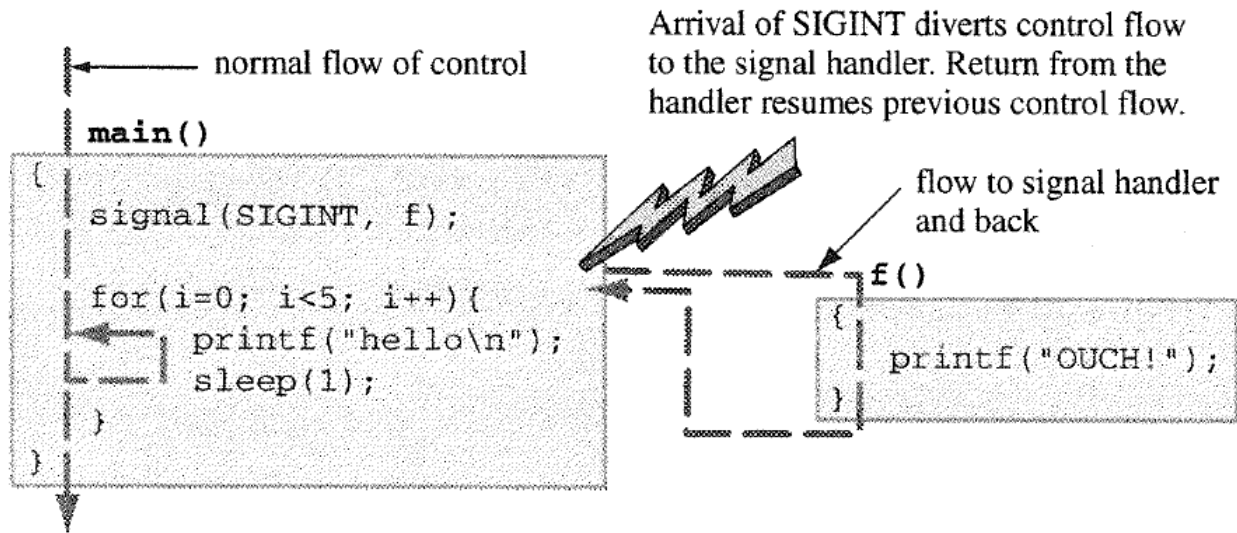 Arrival of SIGINT diverts control flow
to the signal handler. Return from the
handler resumes previous control flow.
normal flow of control
main()
{
signal(SIGINT, f);
for(i=0; i<5; i++){
printf("hello\n");
sleep(1);
}
}
flow to signal handler
and back
f()
{
printf("OUCH!");
}